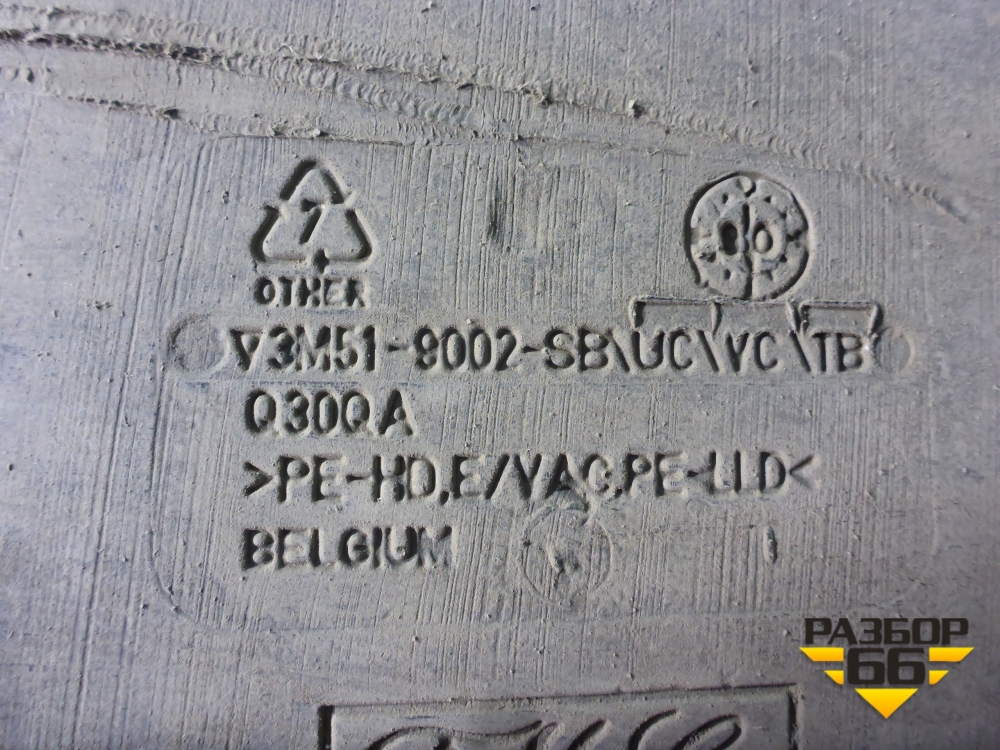 7
OTHER
V3M51-9002-SB\UC\VC\TB
Q30QA
>PE-HD,E/VAC,PE-LLD<
BELGIUM
РАЗБОР
66